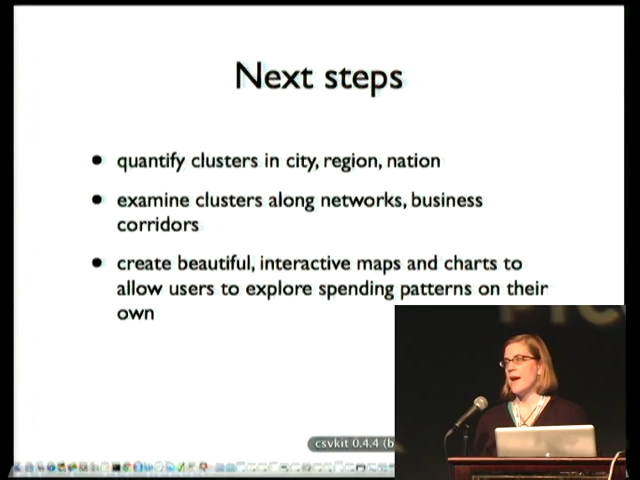 Next steps
• quantify clusters in city, region, nation
• examine clusters along networks, business
corridors
• create beautiful, interactive maps and charts to
allow users to explore spending patterns on their
own
csvkit 0.4.4 (b